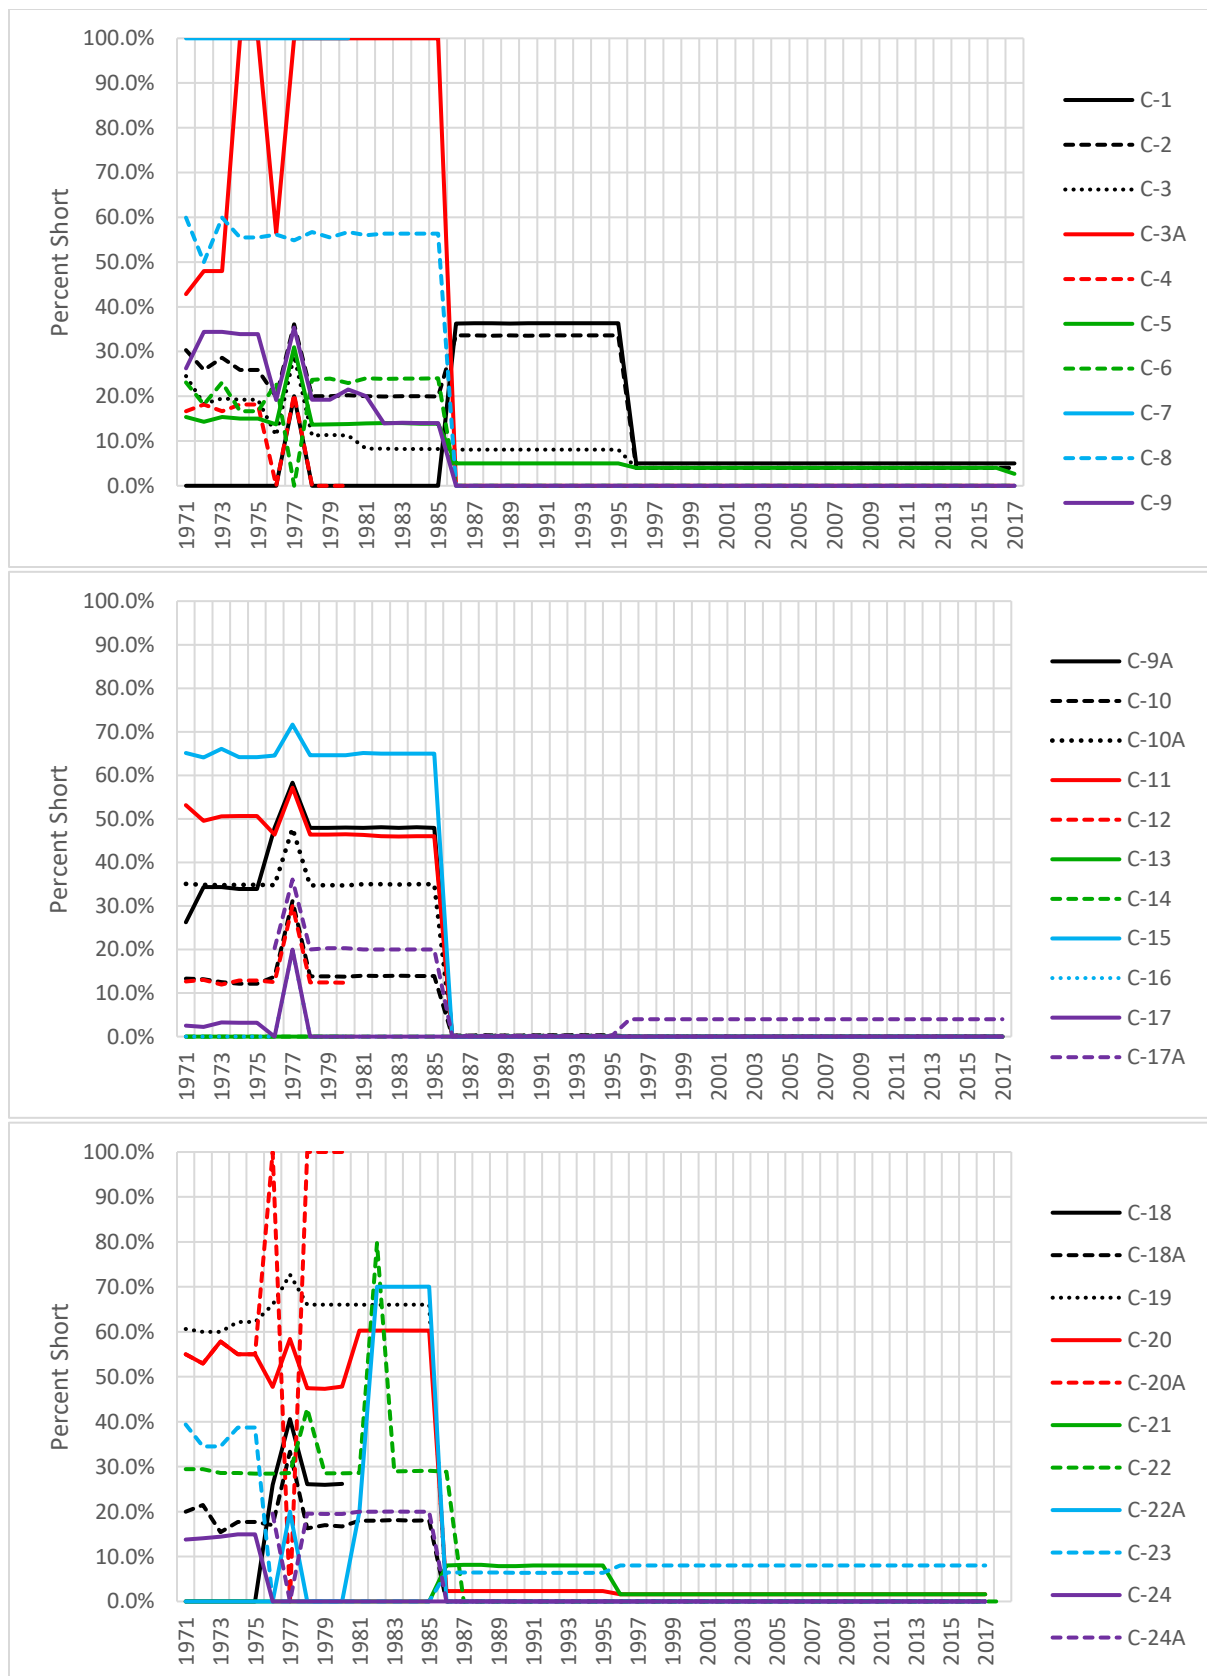 Percent Short
100.0%
90.0%
80.0%
70.0%
60.0%
50.0%
40.0%
30.0%
20.0%
10.0%
0.0%
1971 1973 1975 1977 1979 1981 1983 1985 1987 1989 1991 1993 1995 1997 1999 2001 2003 2005 2007 2009 2011 2013 2015 2017
C-1
C-2
C-3
C-3A
C-4
C-5
C-6
C-7
C-8
C-9
Percent Short
100.0%
90.0%
80.0%
70.0%
60.0%
50.0%
40.0%
30.0%
20.0%
10.0%
0.0%
1971 1973 1975 1977 1979 1981 1983 1985 1987 1989 1991 1993 1995 1997 1999 2001 2003 2005 2007 2009 2011 2013 2015 2017
C-9A
C-10
C-10A
C-11
C-12
C-13
C-14
C-15
C-16
C-17
C-17A
Percent Short
100.0%
90.0%
80.0%
70.0%
60.0%
50.0%
40.0%
30.0%
20.0%
10.0%
0.0%
1971 1973 1975 1977 1979 1981 1983 1985 1987 1989 1991 1993 1995 1997 1999 2001 2003 2005 2007 2009 2011 2013 2015 2017
C-18
C-18A
C-19
C-20
C-20A
C-21
C-22
C-22A
C-23
C-24
C-24A